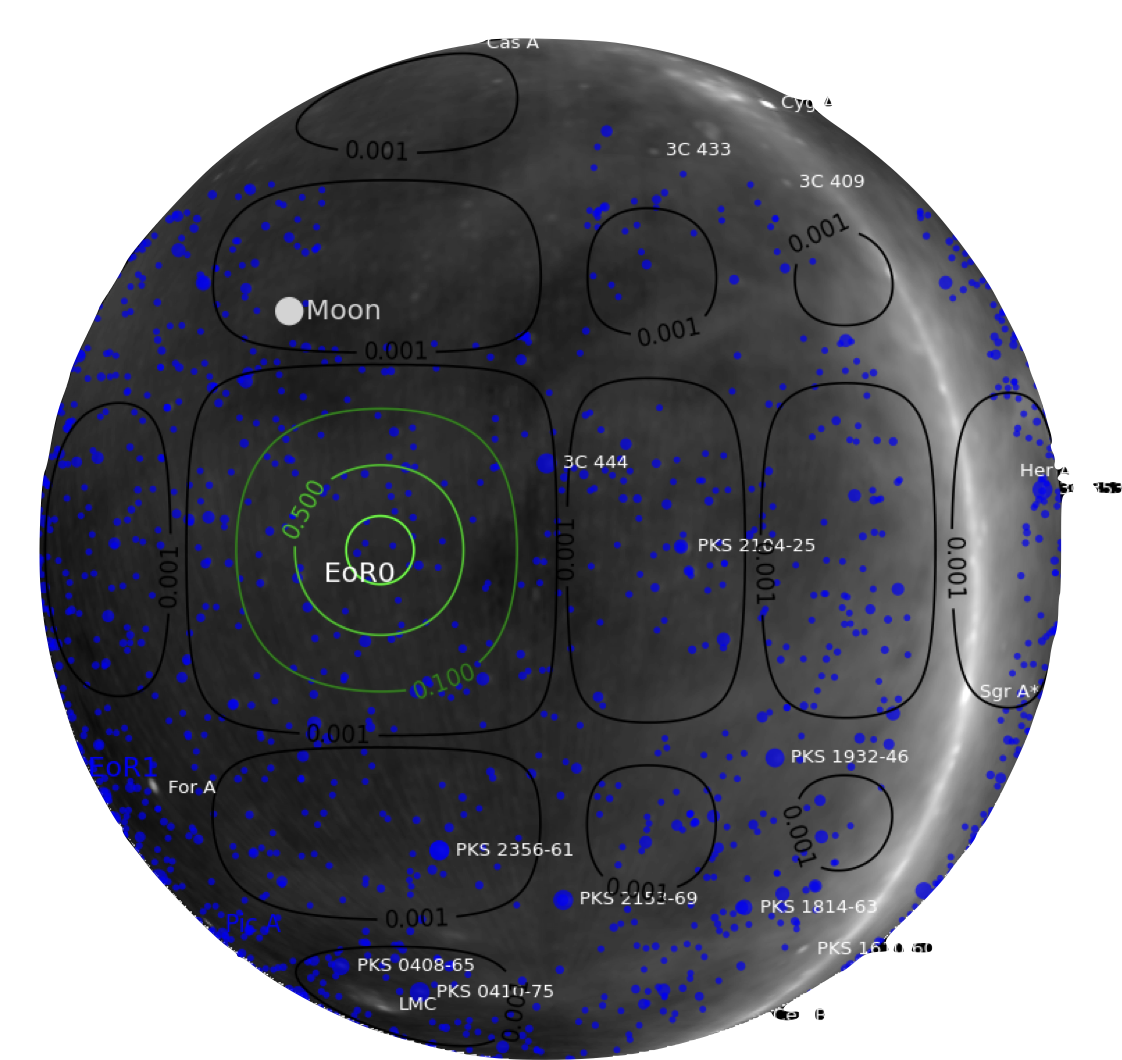 Cas A
Cyg A
3C 433
0.001
3C 409
0.001
Moon
0.001
0.001
3C 444
Her A
0.500
PKS 2104-25
0.001
0.001
0.001
0.001
EoR0
0.100
Sgr A*
0.001
PKS 1932-46
EoR1
For A
0.001
PKS 2356-61
0.001
PKS 2153-69
PKS 1814-63
0.001
Pic A
PKS 0408-65
PKS 0410-75
LMC
0.001